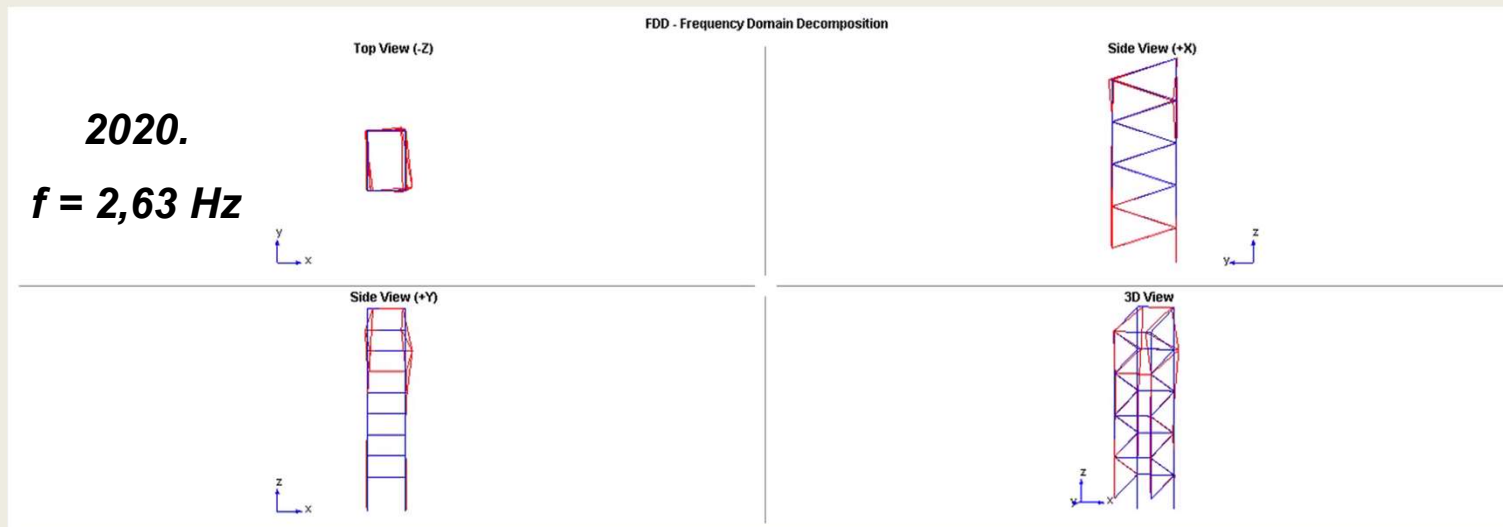 FDD - Frequency Domain Decomposition
Top View (-Z)
Side View (+X)
2020.
f = 2,63 Hz
y
x
z
y
Side View (+Y)
3D View
z
x
z
y
x